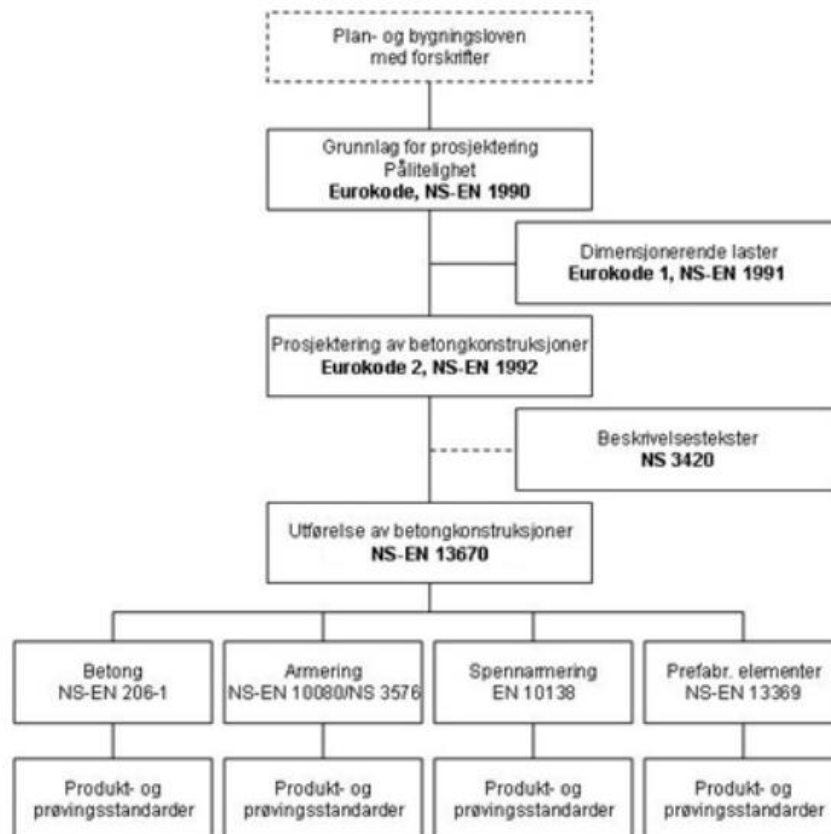 Plan- og bygningsloven
med forskrifter
Grunnlag for prosjektering
Pålitelighet
Eurokode, NS-EN 1990
Dimensjonerende laster
Eurokode 1, NS-EN 1991
Prosjektering av betongkonstruksjoner
Eurokode 2, NS-EN 1992
Beskrivelsestekster
NS 3420
Utførelse av betongkonstruksjoner
NS-EN 13670
Betong
NS-EN 206-1
Armering
NS-EN 10080/NS 3576
Spennarmering
EN 10138
Prefabr. elementer
NS-EN 13369
Produkt- og
prøvingsstandarder
Produkt- og
prøvingsstandarder
Produkt- og
prøvingsstandarder
Produkt- og
prøvingsstandarder